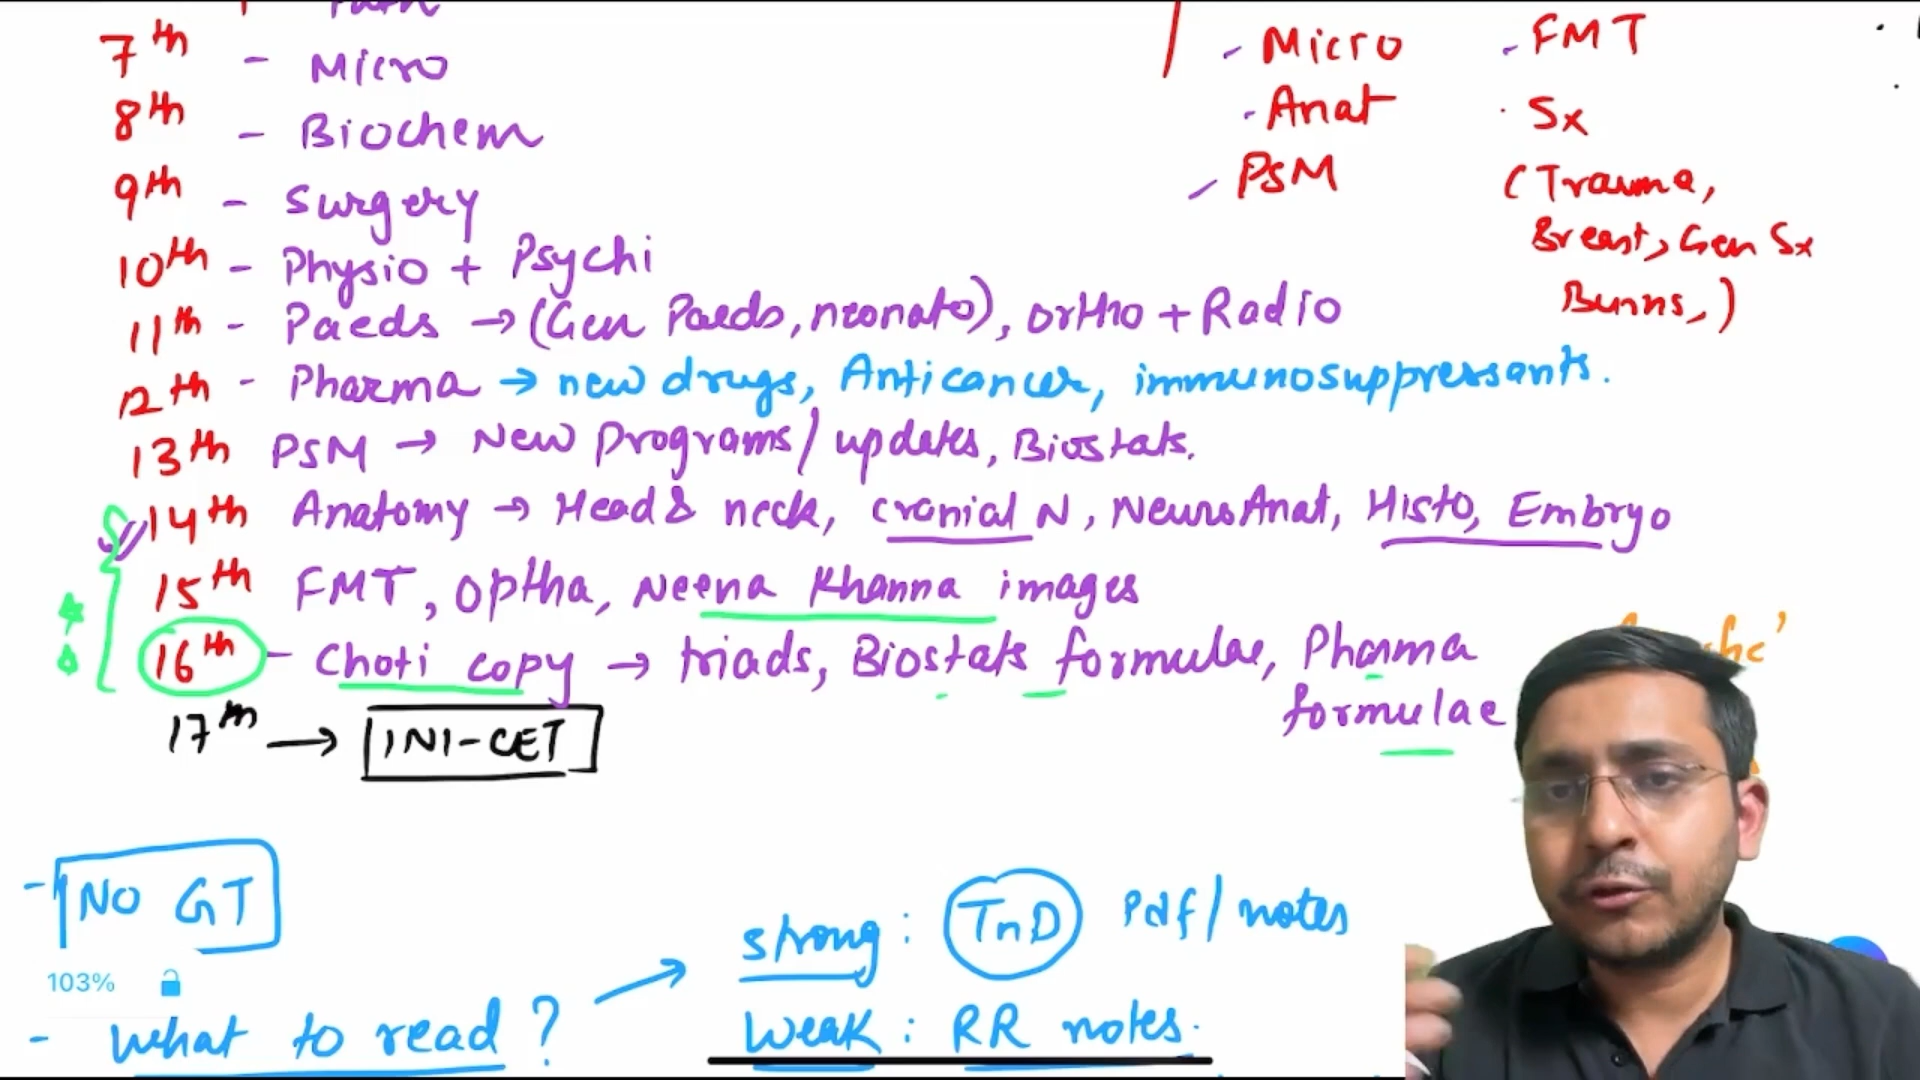 7th - Micro
8th - Biochem
9th - Surgery
10th - Physio + Psychi
11th - Paeds → (Gen Paeds, neonato), ortho + Radio
12th - Pharma → new drugs, Anticancer, immunosuppressants.
13th PSM → New programs/updates, Biostats.
14th Anatomy → Head & neck, cranial N, NeuroAnat, Histo, Embryo
15th FMT, optha, Neena Khanna images
16th - Choti copy → triads, Biostats formulae, Pharma
formulae
17th → INI-CET
- Micro
- Anat
- PSM
- FMT
· Sx
(Trauma,
Breast, Gen Sx
Burns,)
- NO GT
103%
- What to read? →
strong: TnD Pdf/notes
Weak: RR notes.